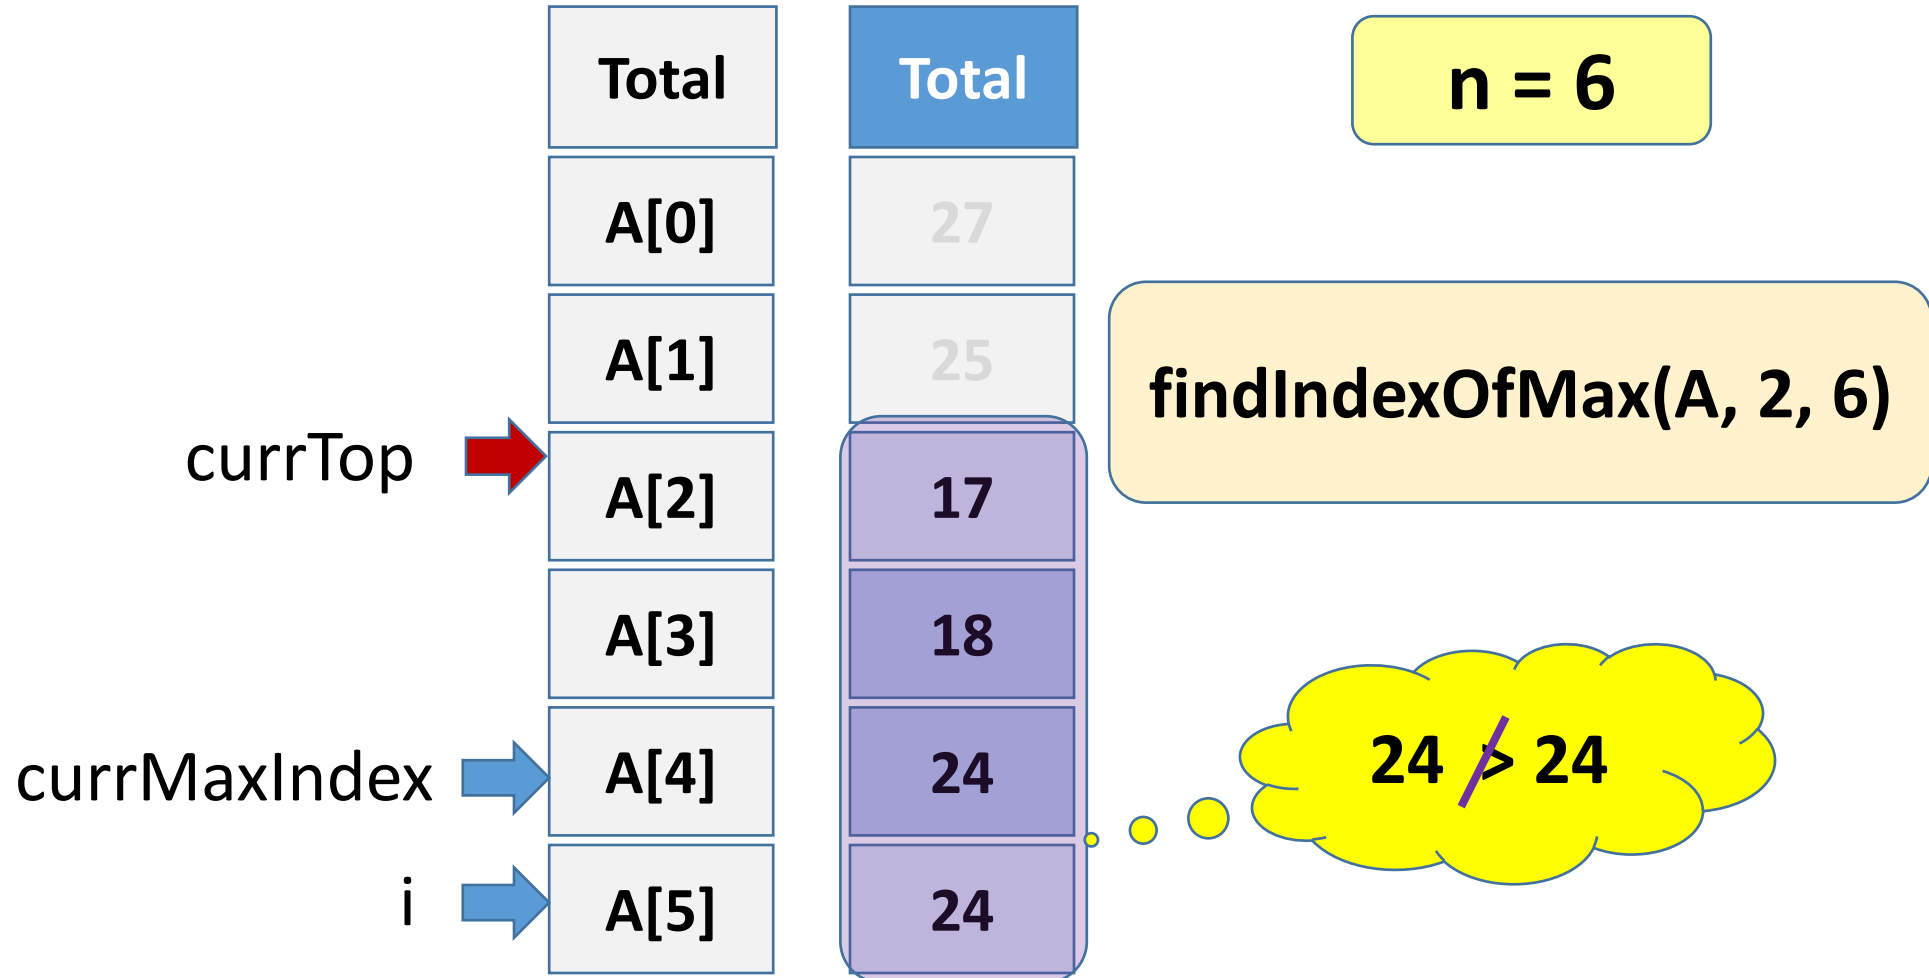 Total Total n = 6
A[0] 27
A[1] 25
findIndexOfMax(A, 2, 6)
currTop A[2] 17
A[3] 18
currMaxIndex A[4] 24 24 > 24
i A[5] 24